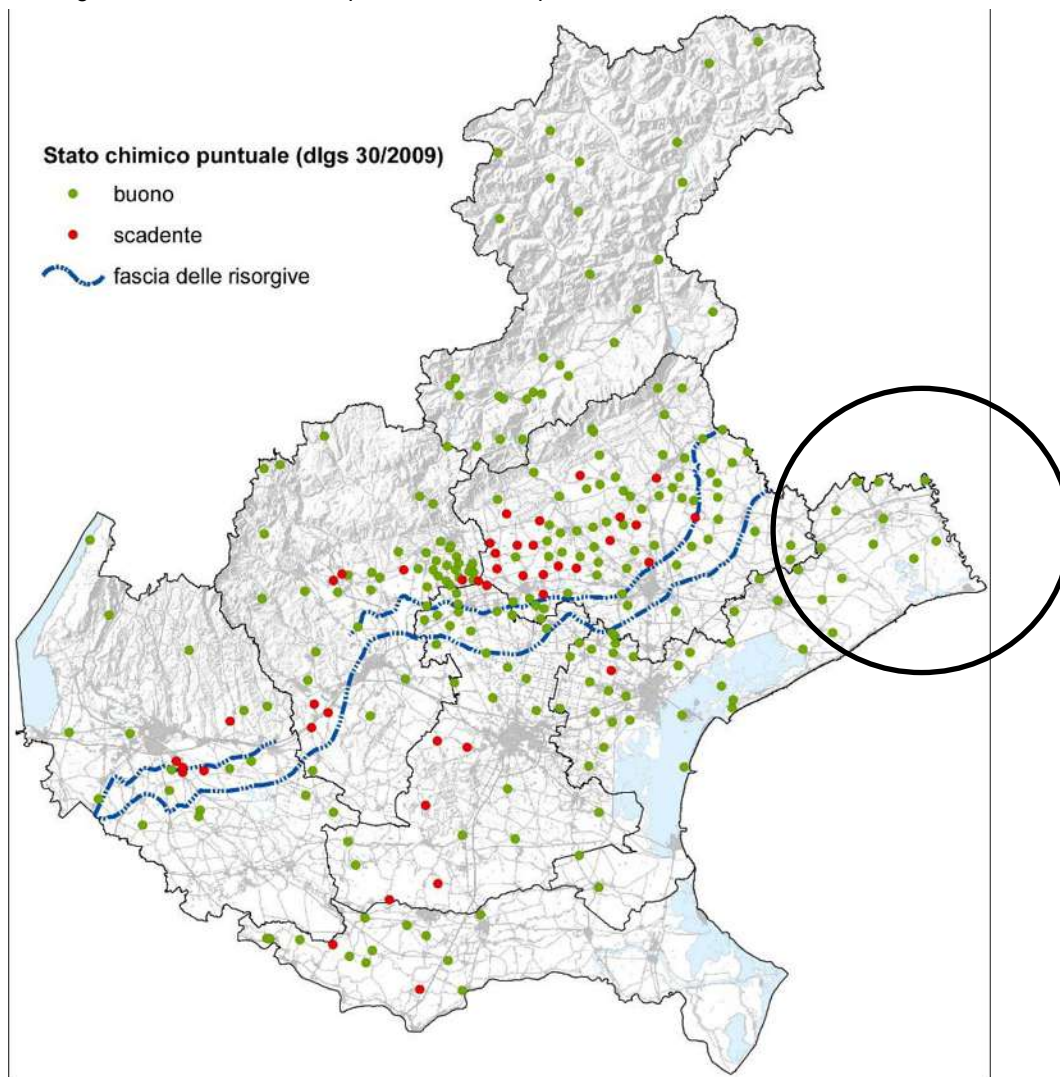 Stato chimico puntuale (dlgs 30/2009)
buono
scadente
fascia delle risorgive